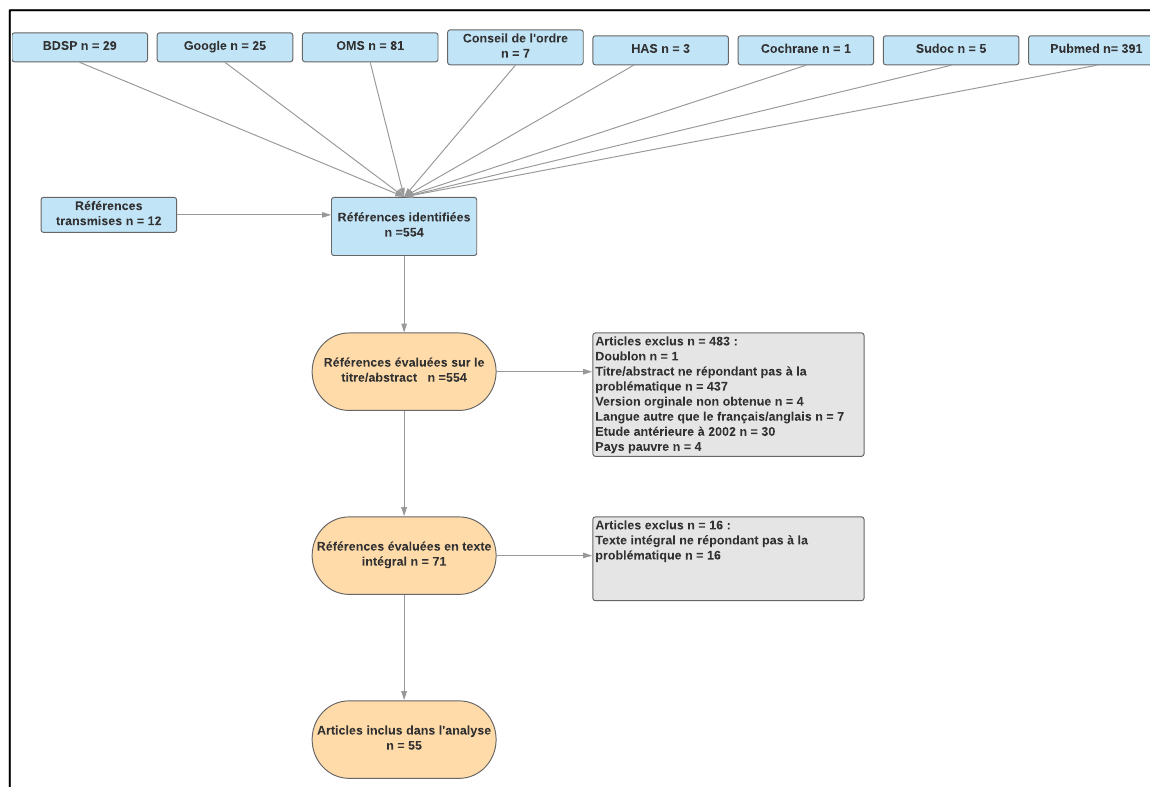 BDSP n = 29
Google n = 25
OMS n = 81
Conseil de l'ordre
n = 7
HAS n = 3
Cochrane n = 1
Sudoc n = 5
Pubmed n= 391
Références
transmises n = 12
Références identifiées
n =554
Références évaluées sur le
titre/abstract n =554
Articles exclus n = 483 :
Doublon n = 1
Titre/abstract ne répondant pas à la
problématique n = 437
Version orginale non obtenue n = 4
Langue autre que le français/anglais n = 7
Etude antérieure à 2002 n = 30
Pays pauvre n = 4
Références évaluées en texte
intégral n = 71
Articles exclus n = 16 :
Texte intégral ne répondant pas à la
problématique n = 16
Articles inclus dans l'analyse
n = 55